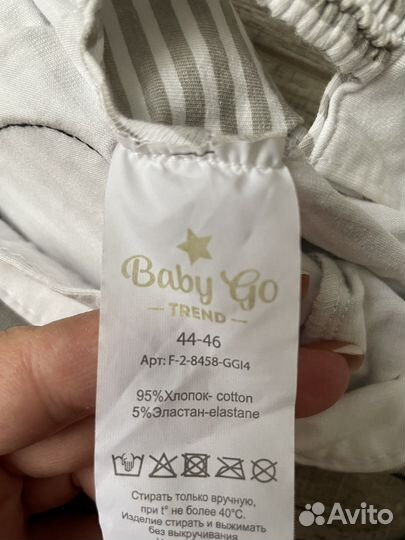 Baby Go
TREND
44-46
Арт: F-2-8458-GGI4
95%Хлопок- cotton
5%Эластан-elastane
Стирать только вручную,
при t° не более 40°C.
Изделие стирать и выжимать
без выкручивания
Avito